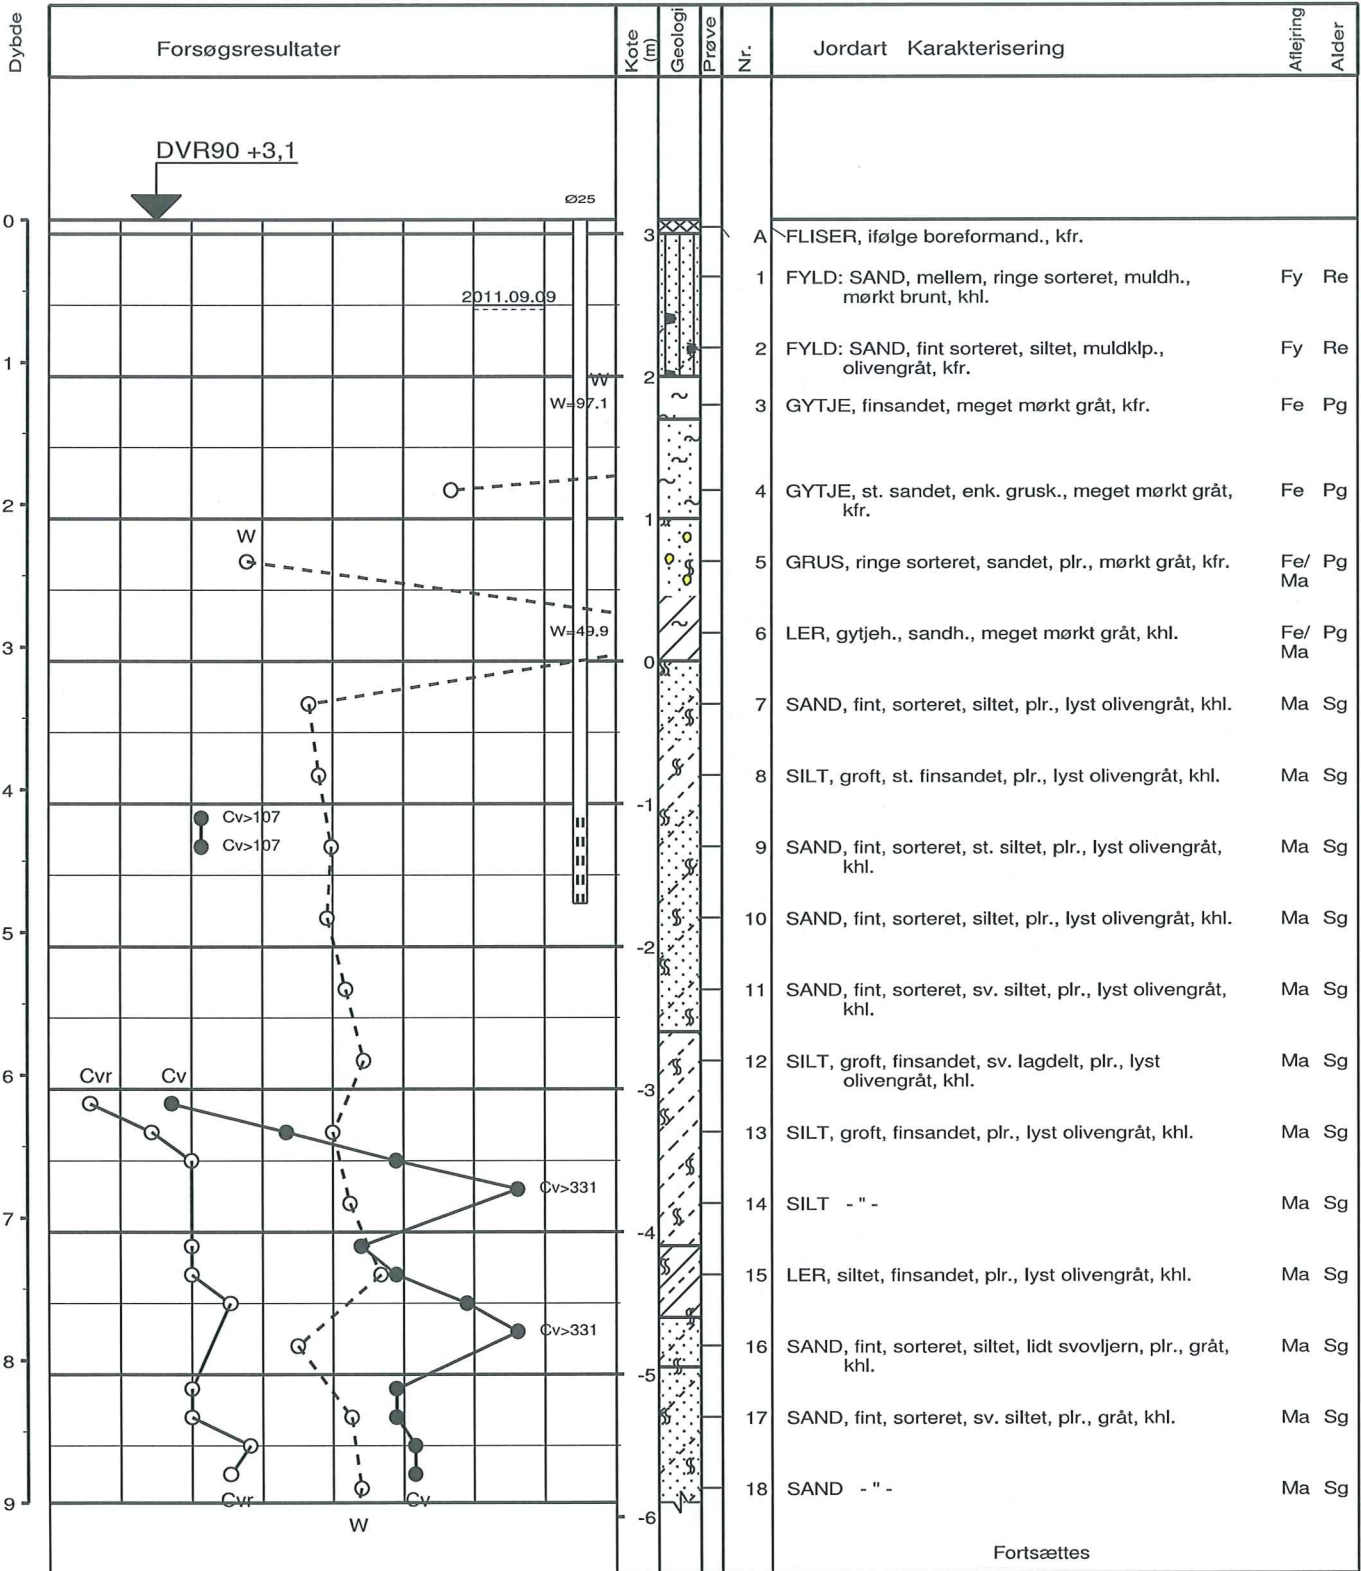 Dybde
Forsøgsresultater
Kote (m)
Geologi
Prøve
Nr.
Jordart Karakterisering
Aflejring
Alder
DVR90 +3,1
Ø25
0
3
A FLISER, ifølge boreformand., kfr.
1 FYLD: SAND, mellem, ringe sorteret, muldh., Fy Re
mørkt brunt, khl.
2011.09.09
2 FYLD: SAND, fint sorteret, siltet, muldklp., Fy Re
olivengråt, kfr.
1
2
W
W=97.1
3 GYTJE, finsandet, meget mørkt gråt, kfr. Fe Pg
4 GYTJE, st. sandet, enk. grusk., meget mørkt gråt, Fe Pg
kfr.
2
1
W
5 GRUS, ringe sorteret, sandet, plr., mørkt gråt, kfr. Fe/ Pg
Ma
W=49.9
6 LER, gytjeh., sandh., meget mørkt gråt, khl. Fe/ Pg
Ma
3
0
7 SAND, fint, sorteret, siltet, plr., lyst olivengråt, khl. Ma Sg
8 SILT, groft, st. finsandet, plr., lyst olivengråt, khl. Ma Sg
4
-1
Cv>107
Cv>107
9 SAND, fint, sorteret, st. siltet, plr., lyst olivengråt, Ma Sg
khl.
10 SAND, fint, sorteret, siltet, plr., lyst olivengråt, khl. Ma Sg
5
-2
11 SAND, fint, sorteret, sv. siltet, plr., lyst olivengråt, Ma Sg
khl.
12 SILT, groft, finsandet, sv. lagdelt, plr., lyst Ma Sg
olivengråt, khl.
6
Cvr Cv
-3
13 SILT, groft, finsandet, plr., lyst olivengråt, khl. Ma Sg
Cv>331
14 SILT - " - Ma Sg
7
-4
15 LER, siltet, finsandet, plr., lyst olivengråt, khl. Ma Sg
Cv>331
16 SAND, fint, sorteret, siltet, lidt svovljern, plr., gråt, Ma Sg
khl.
8
-5
17 SAND, fint, sorteret, sv. siltet, plr., gråt, khl. Ma Sg
18 SAND - " - Ma Sg
9
Cvr Cv
W
-6
Fortsættes